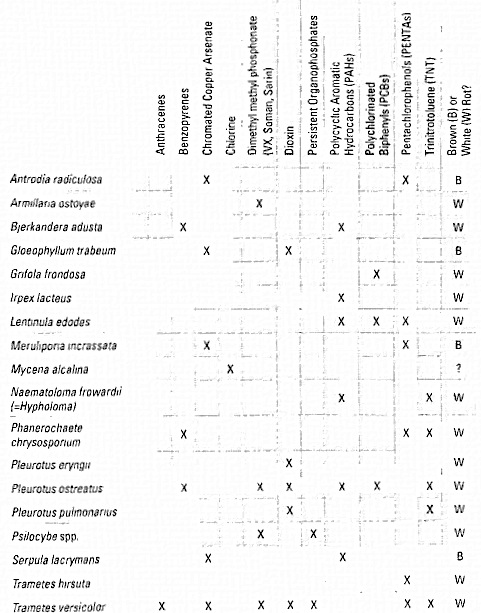 Anthracenes
Benzopyrenes
Chromated Copper Arsenate
Chlorine
Dimethyl methyl phosphonate
(VX, Soman, Sarin)
Dioxin
Persistent Organophosphates
Polycyclic Aromatic
Hydrocarbons (PAHs)
Polychlorinated
Biphenyls (PCBs)
Pentachlorophenols (PENTAs)
Trinitrotoluene (TNT)
Brown (B) or
White (W) Rot?
Antrodia radiculosa X X B
Armillaria ostoyae X W
Bjerkandera adusta X X W
Gloeophyllum trabeum X X B
Grifola frondosa X W
Irpex lacteus X W
Lentinula edodes X X X W
Meruliporia incrassata X X B
Mycena alcalina X ?
Naematoloma frowardii
(=Hypholoma) X X W
Phanerochaete
chrysosporium X X X W
Pleurotus eryngii X W
Pleurotus ostreatus X X X X X X W
Pleurotus pulmonarius X X W
Psilocybe spp. X X W
Serpula lacrymans X X B
Trametes hirsuta X W
Trametes versicolor X X X X X X X W